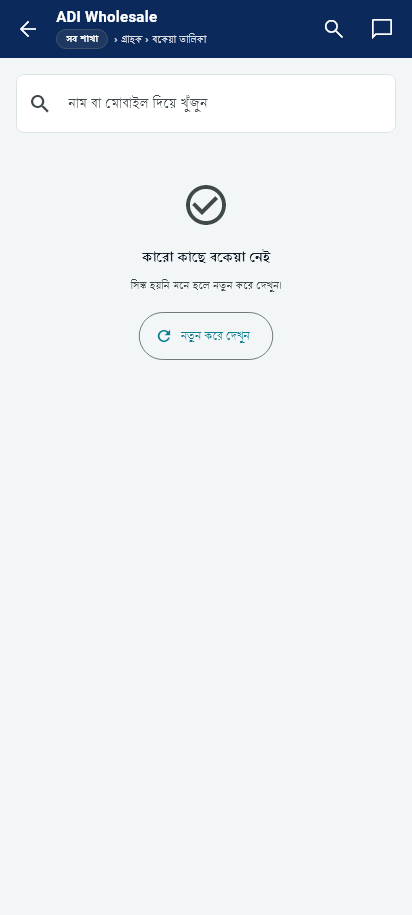 ADI Wholesale
সব শাখা › গ্রাহক › বকেয়া তালিকা
নাম বা মোবাইল দিয়ে খুঁজুন
কারো কাছে বকেয়া নেই
সিঙ্ক হয়নি মনে হলে নতুন করে দেখুন।
নতুন করে দেখুন